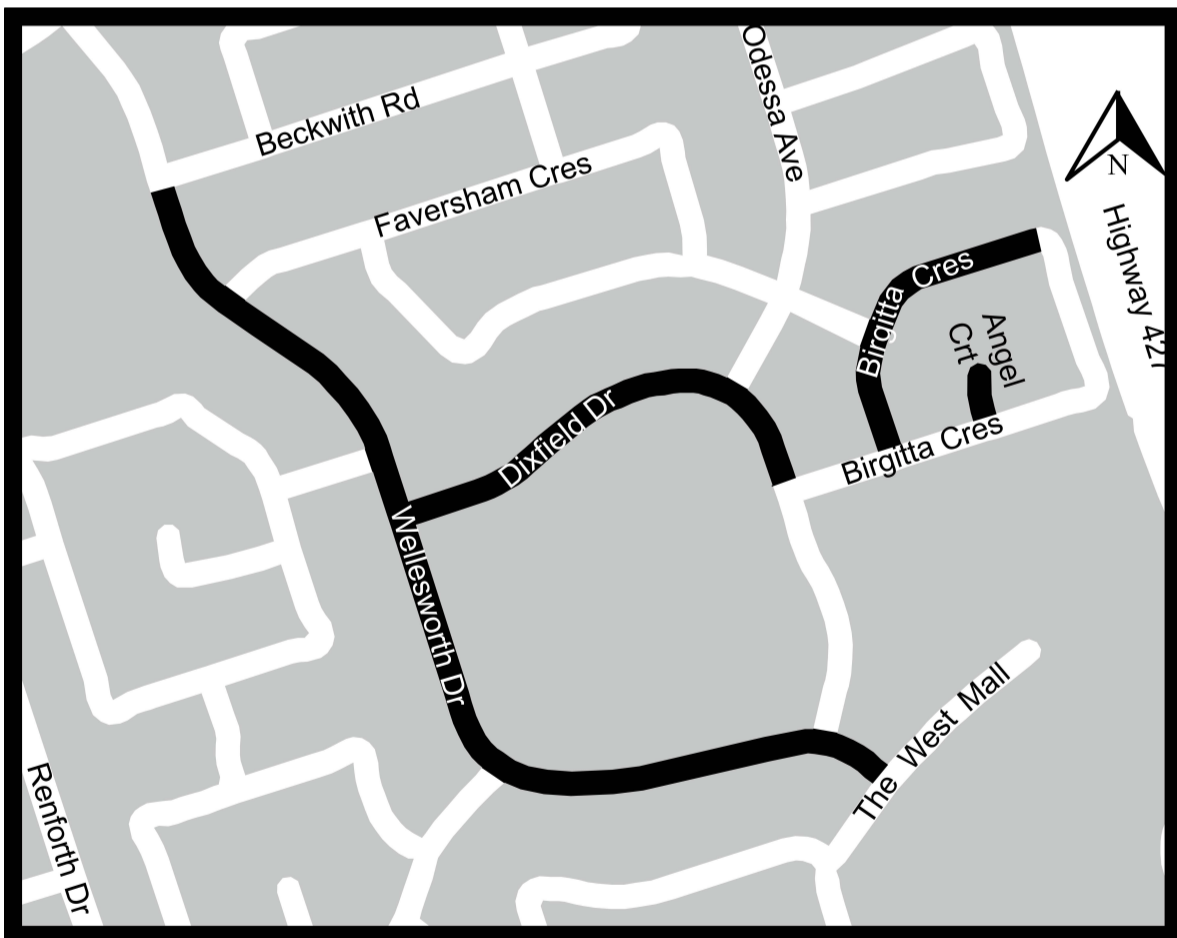 Odessa Ave
Beckwith Rd
N
Faversham Cres
Highway 427
Birgitta Cres
Angel
Crt
Dixfield Dr
Birgitta Cres
Wellesworth Dr
The West Mall
Renforth Dr